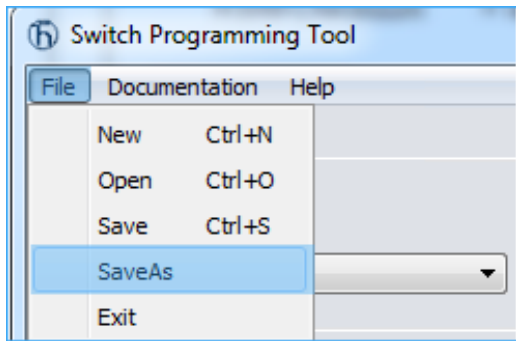 Switch Programming Tool
File Documentation Help
New Ctrl+N
Open Ctrl+O
Save Ctrl+S
SaveAs
Exit